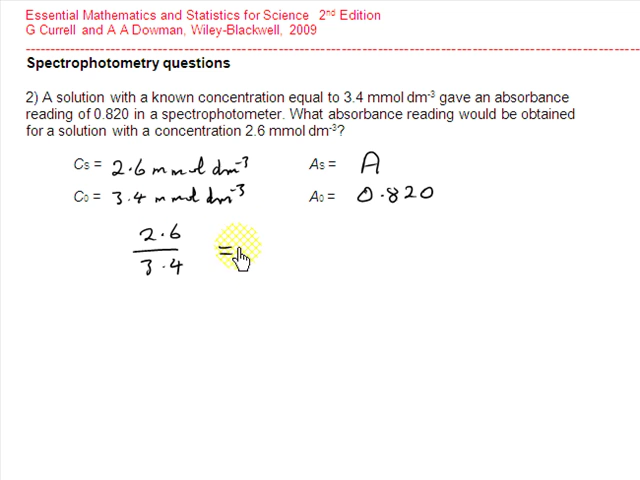 Essential Mathematics and Statistics for Science 2nd Edition
G Currell and A A Dowman, Wiley-Blackwell, 2009
Spectrophotometry questions
2) A solution with a known concentration equal to 3.4 mmol dm⁻³ gave an absorbance
reading of 0.820 in a spectrophotometer. What absorbance reading would be obtained
for a solution with a concentration 2.6 mmol dm⁻³?
Cs = 2.6 mmol dm⁻³ As = A
C0 = 3.4 mmol dm⁻³ A0 = 0.820
2.6
=
3.4